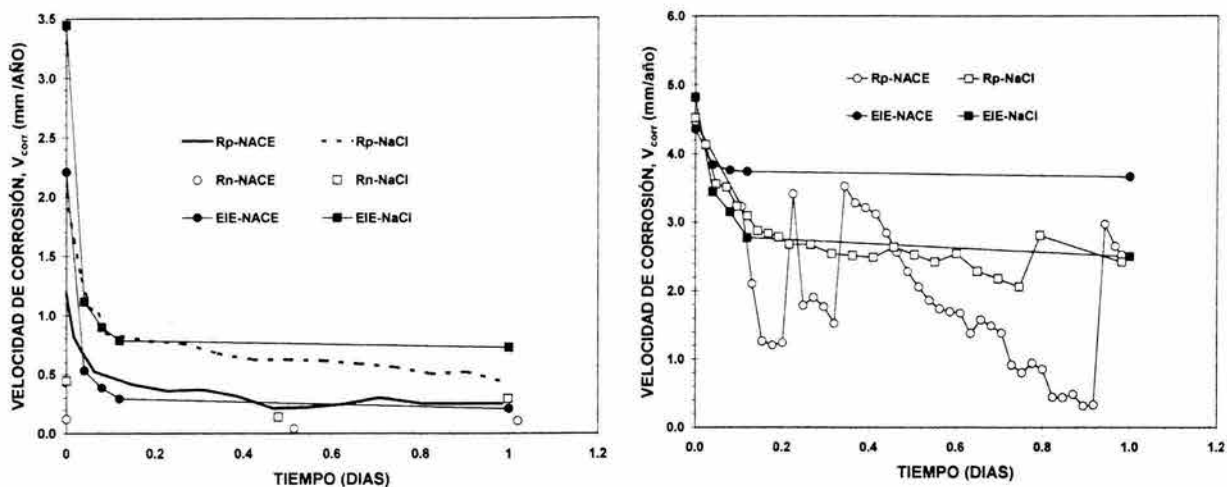 VELOCIDAD DE CORROSIÓN, Vcorr (mm /AÑO)
3.5
3.0
2.5
2.0
1.5
1.0
0.5
0.0
Rp-NACE
Rp-NaCl
Rn-NACE
Rn-NaCl
EIE-NACE
EIE-NaCl
0
0.2
0.4
0.6
0.8
1
1.2
TIEMPO (DIAS)
VELOCIDAD DE CORROSIÓN, Vcorr (mm/año)
6.0
5.0
4.0
3.0
2.0
1.0
0.0
Rp-NACE
Rp-NaCl
EIE-NACE
EIE-NaCl
0.0
0.2
0.4
0.6
0.8
1.0
1.2
TIEMPO (DIAS)